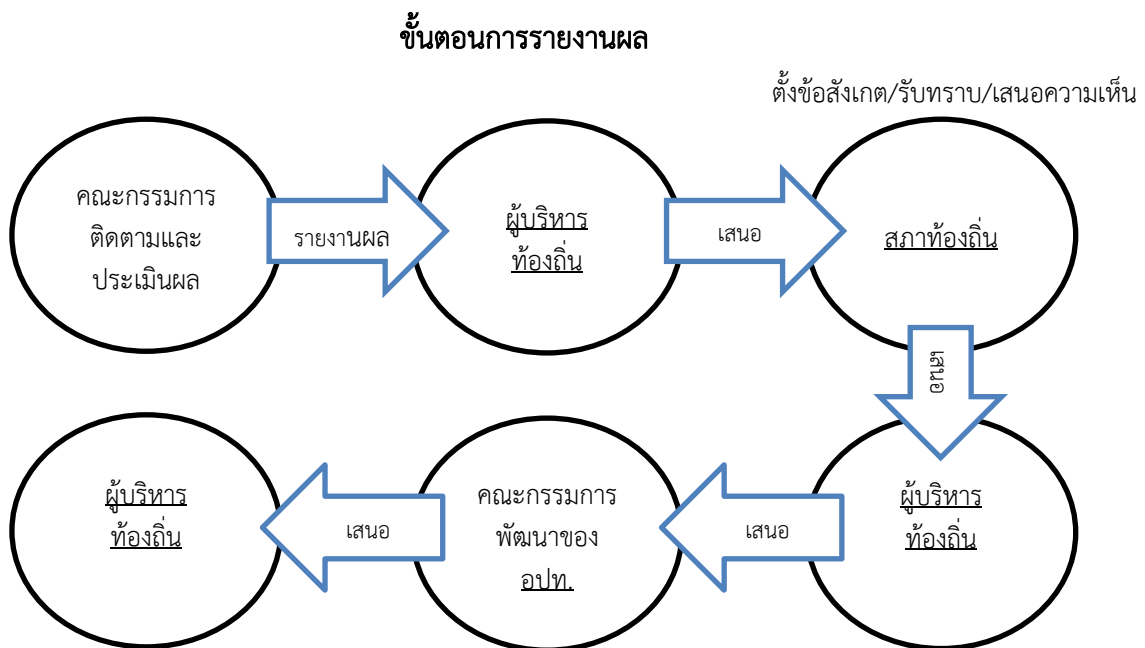 ขั้นตอนการรายงานผล
ตั้งข้อสังเกต/รับทราบ/เสนอความเห็น
คณะกรรมการ
ติดตามและ
ประเมินผล
รายงานผล
ผู้บริหาร
ท้องถิ่น
เสนอ
สภาท้องถิ่น
เสนอ
ผู้บริหาร
ท้องถิ่น
เสนอ
คณะกรรมการ
พัฒนาของ
อปท.
เสนอ
ผู้บริหาร
ท้องถิ่น